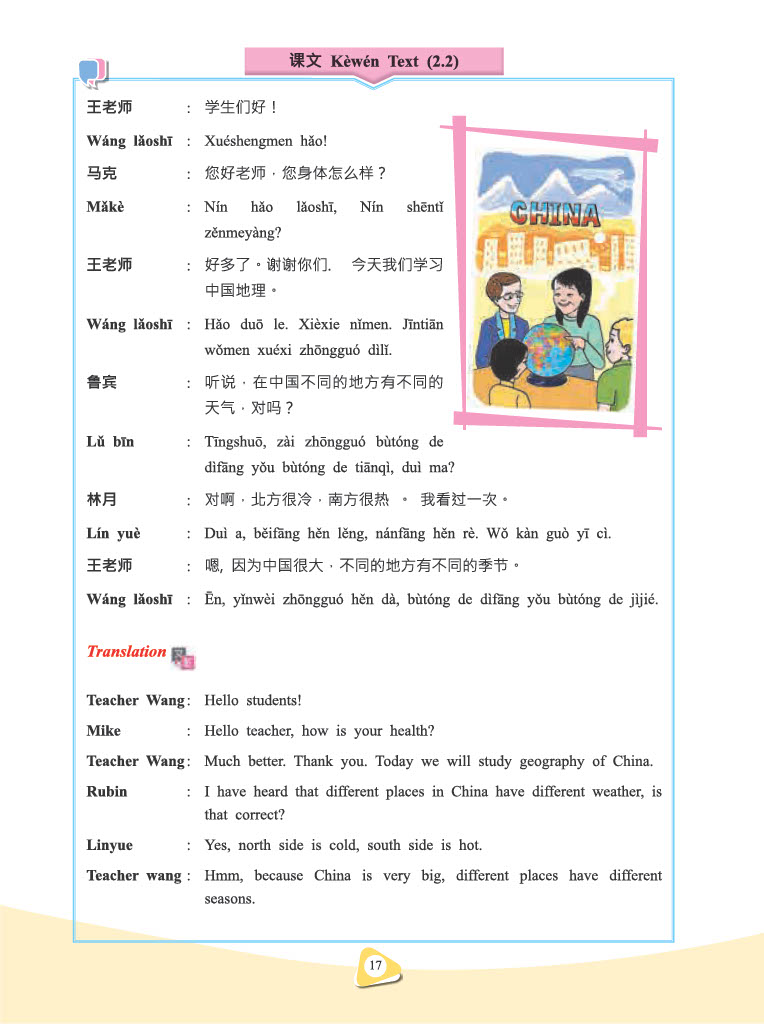 课文 Kèwén Text (2.2)
王老师 : 学生们好！
Wáng lǎoshī : Xuéshengmen hǎo!
马克 : 您好老师，您身体怎么样？
Mǎkè : Nín hǎo lǎoshī, Nín shēntǐ
zěnmeyàng?
CHINA
王老师 : 好多了。谢谢你们. 今天我们学习
中国地理。
Wáng lǎoshī : Hǎo duō le. Xièxie nǐmen. Jīntiān
wǒmen xuéxi zhōngguó dìlǐ.
鲁宾 : 听说，在中国不同的地方有不同的
天气，对吗？
Lǔ bīn : Tīngshuō, zài zhōngguó bùtóng de
dìfāng yǒu bùtóng de tiānqì, duì ma?
林月 : 对啊，北方很冷，南方很热 。 我看过一次。
Lín yuè : Duì a, běifāng hěn lěng, nánfāng hěn rè. Wǒ kàn guò yī cì.
王老师 : 嗯, 因为中国很大，不同的地方有不同的季节。
Wáng lǎoshī : Ēn, yǐnwèi zhōngguó hěn dà, bùtóng de dìfāng yǒu bùtóng de jìjié.
Translation
Teacher Wang : Hello students!
Mike : Hello teacher, how is your health?
Teacher Wang : Much better. Thank you. Today we will study geography of China.
Rubin : I have heard that different places in China have different weather, is
that correct?
Linyue : Yes, north side is cold, south side is hot.
Teacher wang : Hmm, because China is very big, different places have different
seasons.
17